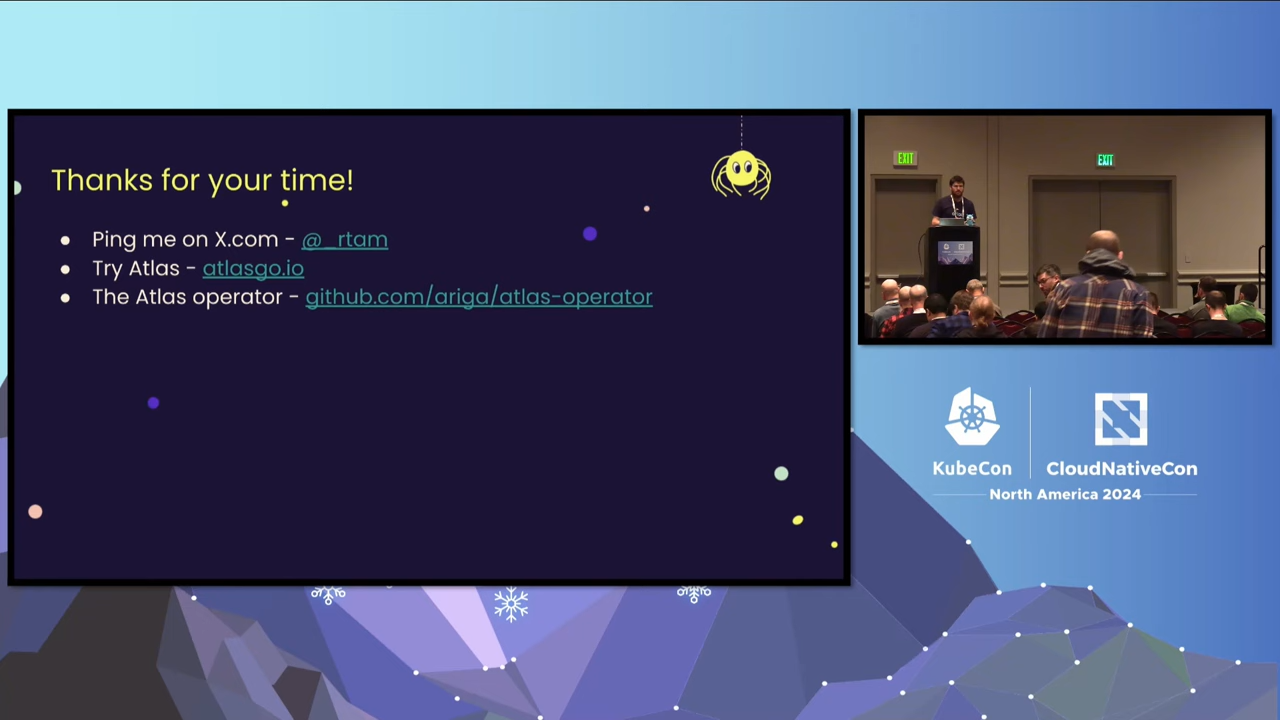 Thanks for your time!
● Ping me on X.com - @_rtam
● Try Atlas - atlasgo.io
● The Atlas operator - github.com/ariga/atlas-operator
EXIT
EXIT
KubeCon
CloudNativeCon
North America 2024